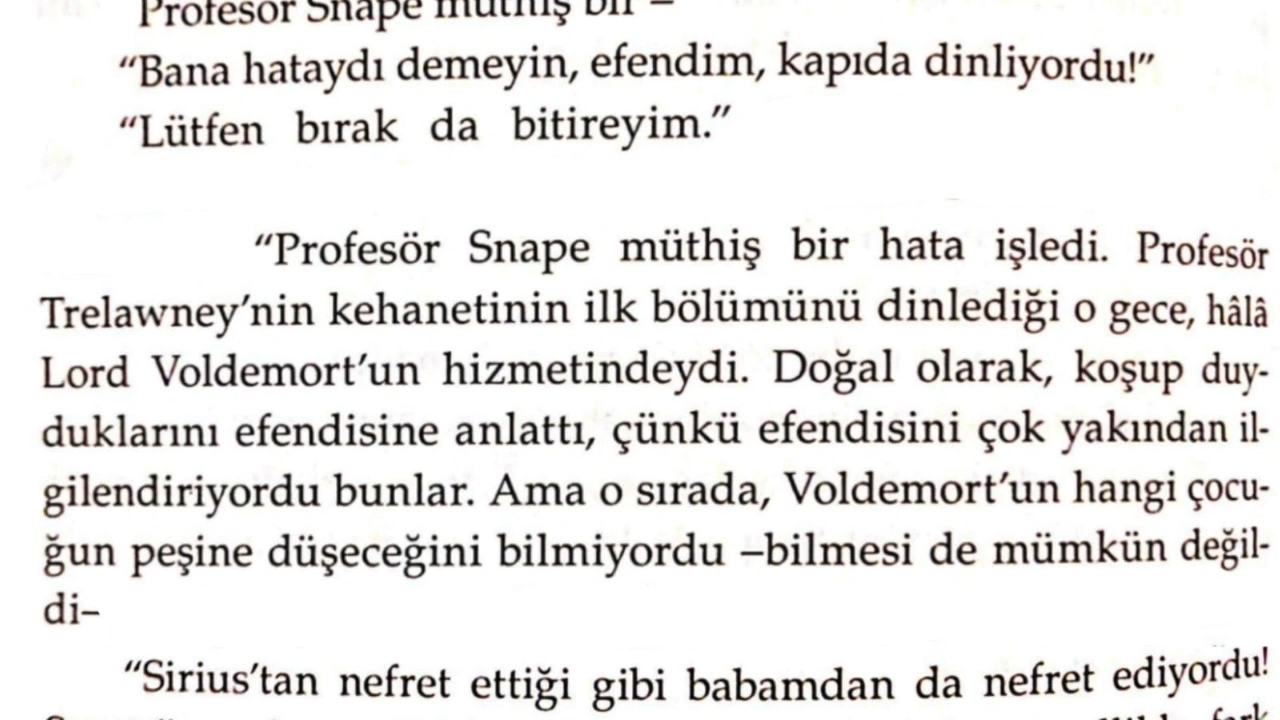 Profesör Snape müthiş bir –
“Bana hataydı demeyin, efendim, kapıda dinliyordu!”
“Lütfen bırak da bitireyim.”
“Profesör Snape müthiş bir hata işledi. Profesör
Trelawney’nin kehanetinin ilk bölümünü dinlediği o gece, hâlâ
Lord Voldemort’un hizmetindeydi. Doğal olarak, koşup duy-
duklarını efendisine anlattı, çünkü efendisini çok yakından il-
gilendiriyordu bunlar. Ama o sırada, Voldemort’un hangi çocu-
ğun peşine düşeceğini bilmiyordu –bilmesi de mümkün değil-
di–
“Sirius’tan nefret ettiği gibi babamdan da nefret ediyordu!
fark